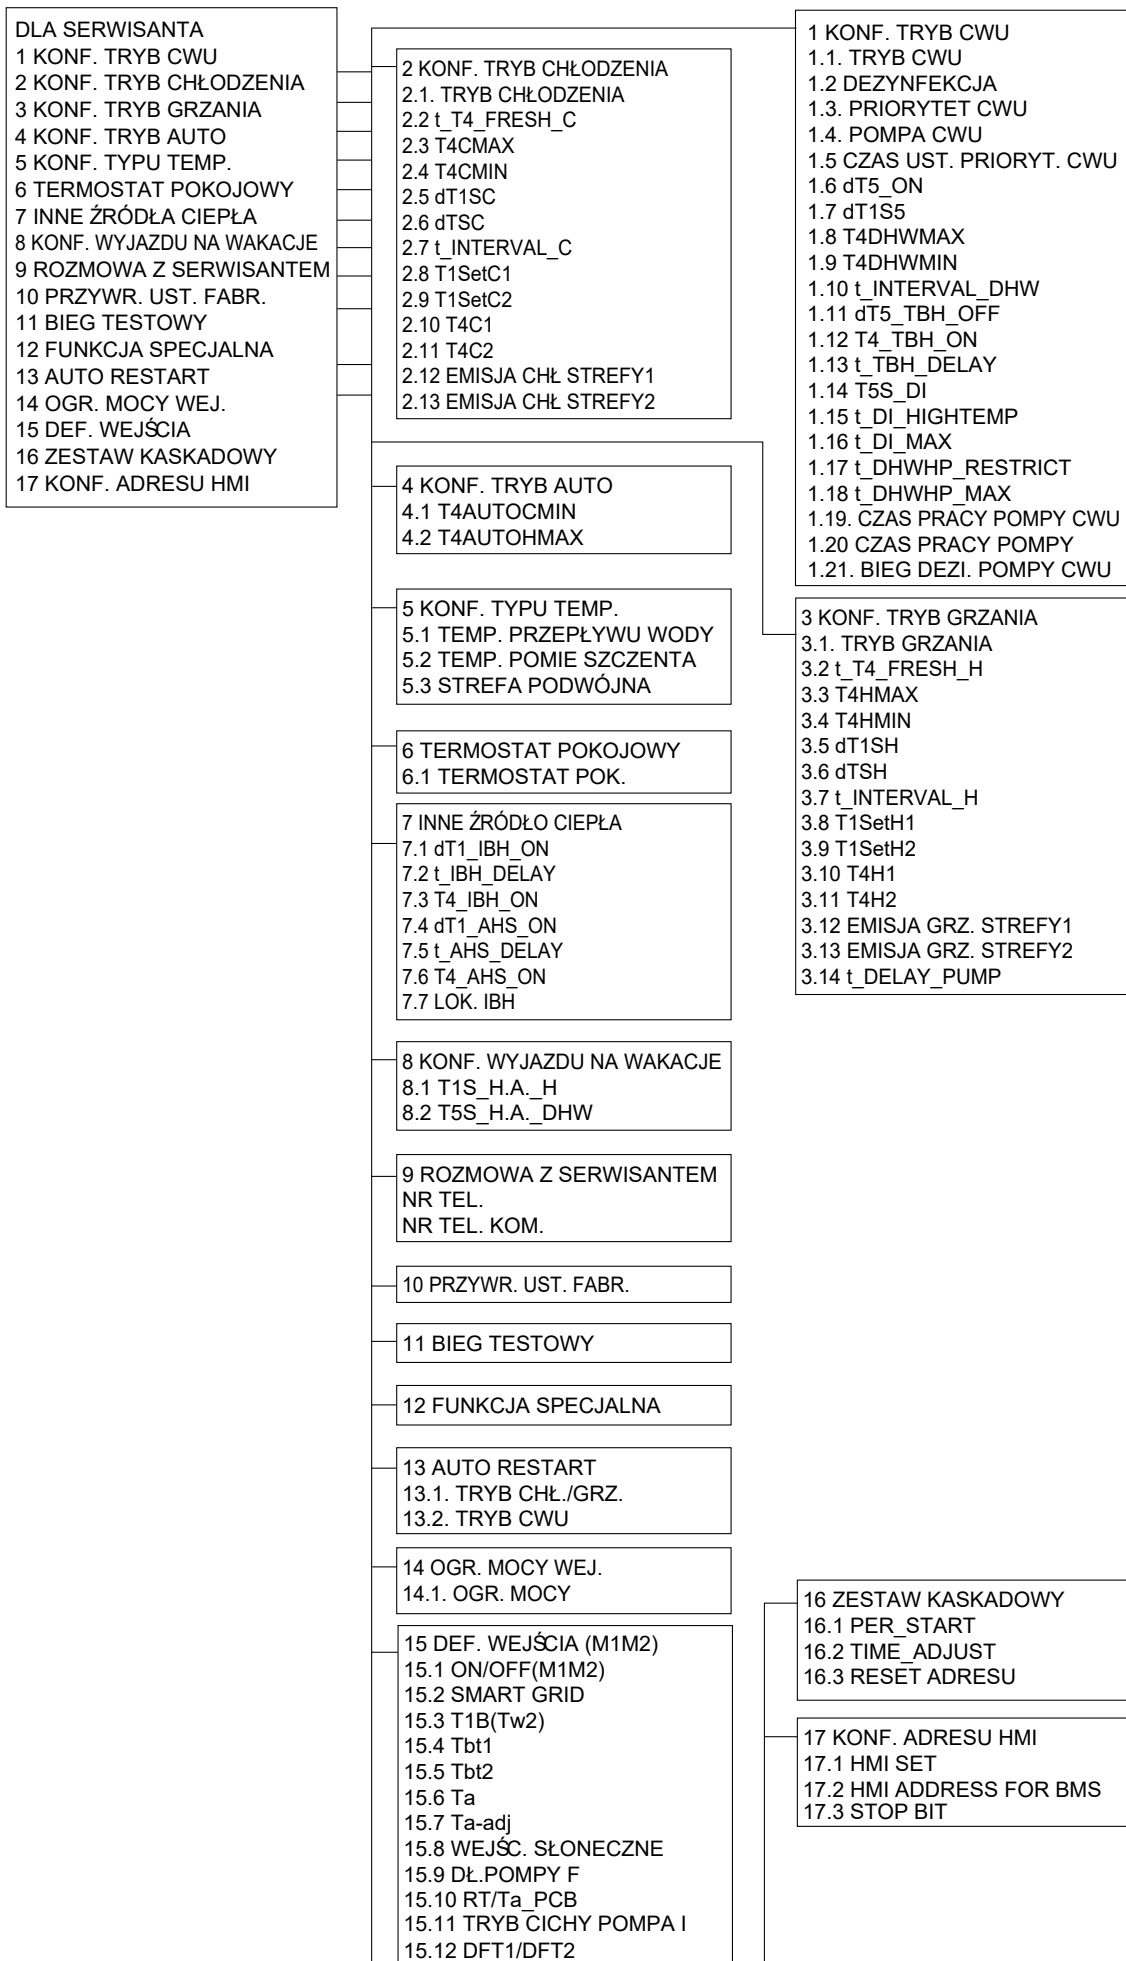 DLA SERWISANTA
1 KONF. TRYB CWU
2 KONF. TRYB CHŁODZENIA
3 KONF. TRYB GRZANIA
4 KONF. TRYB AUTO
5 KONF. TYPU TEMP.
6 TERMOSTAT POKOJOWY
7 INNE ŹRÓDŁA CIEPŁA
8 KONF. WYJAZDU NA WAKACJE
9 ROZMOWA Z SERWISANTEM
10 PRZYWR. UST. FABR.
11 BIEG TESTOWY
12 FUNKCJA SPECJALNA
13 AUTO RESTART
14 OGR. MOCY WEJ.
15 DEF. WEJŚCIA
16 ZESTAW KASKADOWY
17 KONF. ADRESU HMI
1 KONF. TRYB CWU
1.1. TRYB CWU
1.2 DEZYNFEKCJA
1.3. PRIORYTET CWU
1.4. POMPA CWU
1.5 CZAS UST. PRIORYT. CWU
1.6 dT5_ON
1.7 dT1S5
1.8 T4DHWMAX
1.9 T4DHWMIN
1.10 t_INTERVAL_DHW
1.11 dT5_TBH_OFF
1.12 T4_TBH_ON
1.13 t_TBH_DELAY
1.14 T5S_DI
1.15 t_DI_HIGHTEMP
1.16 t_DI_MAX
1.17 t_DHWHP_RESTRICT
1.18 t_DHWHP_MAX
1.19. CZAS PRACY POMPY CWU
1.20 CZAS PRACY POMPY
1.21. BIEG DEZI. POMPY CWU
2 KONF. TRYB CHŁODZENIA
2.1. TRYB CHŁODZENIA
2.2 t_T4_FRESH_C
2.3 T4CMAX
2.4 T4CMIN
2.5 dT1SC
2.6 dTSC
2.7 t_INTERVAL_C
2.8 T1SetC1
2.9 T1SetC2
2.10 T4C1
2.11 T4C2
2.12 EMISJA CHŁ STREFY1
2.13 EMISJA CHŁ STREFY2
3 KONF. TRYB GRZANIA
3.1. TRYB GRZANIA
3.2 t_T4_FRESH_H
3.3 T4HMAX
3.4 T4HMIN
3.5 dT1SH
3.6 dTSH
3.7 t_INTERVAL_H
3.8 T1SetH1
3.9 T1SetH2
3.10 T4H1
3.11 T4H2
3.12 EMISJA GRZ. STREFY1
3.13 EMISJA GRZ. STREFY2
3.14 t_DELAY_PUMP
4 KONF. TRYB AUTO
4.1 T4AUTOCMIN
4.2 T4AUTOHMAX
5 KONF. TYPU TEMP.
5.1 TEMP. PRZEPŁYWU WODY
5.2 TEMP. POMIE SZCZENTA
5.3 STREFA PODWÓJNA
6 TERMOSTAT POKOJOWY
6.1 TERMOSTAT POK.
7 INNE ŹRÓDŁO CIEPŁA
7.1 dT1_IBH_ON
7.2 t_IBH_DELAY
7.3 T4_IBH_ON
7.4 dT1_AHS_ON
7.5 t_AHS_DELAY
7.6 T4_AHS_ON
7.7 LOK. IBH
8 KONF. WYJAZDU NA WAKACJE
8.1 T1S_H.A._H
8.2 T5S_H.A._DHW
9 ROZMOWA Z SERWISANTEM
NR TEL.
NR TEL. KOM.
10 PRZYWR. UST. FABR.
11 BIEG TESTOWY
12 FUNKCJA SPECJALNA
13 AUTO RESTART
13.1. TRYB CHŁ./GRZ.
13.2. TRYB CWU
14 OGR. MOCY WEJ.
14.1. OGR. MOCY
15 DEF. WEJŚCIA (M1M2)
15.1 ON/OFF(M1M2)
15.2 SMART GRID
15.3 T1B(Tw2)
15.4 Tbt1
15.5 Tbt2
15.6 Ta
15.7 Ta-adj
15.8 WEJŚC. SŁONECZNE
15.9 DŁ.POMPY F
15.10 RT/Ta_PCB
15.11 TRYB CICHY POMPA I
15.12 DFT1/DFT2
16 ZESTAW KASKADOWY
16.1 PER_START
16.2 TIME_ADJUST
16.3 RESET ADRESU
17 KONF. ADRESU HMI
17.1 HMI SET
17.2 HMI ADDRESS FOR BMS
17.3 STOP BIT